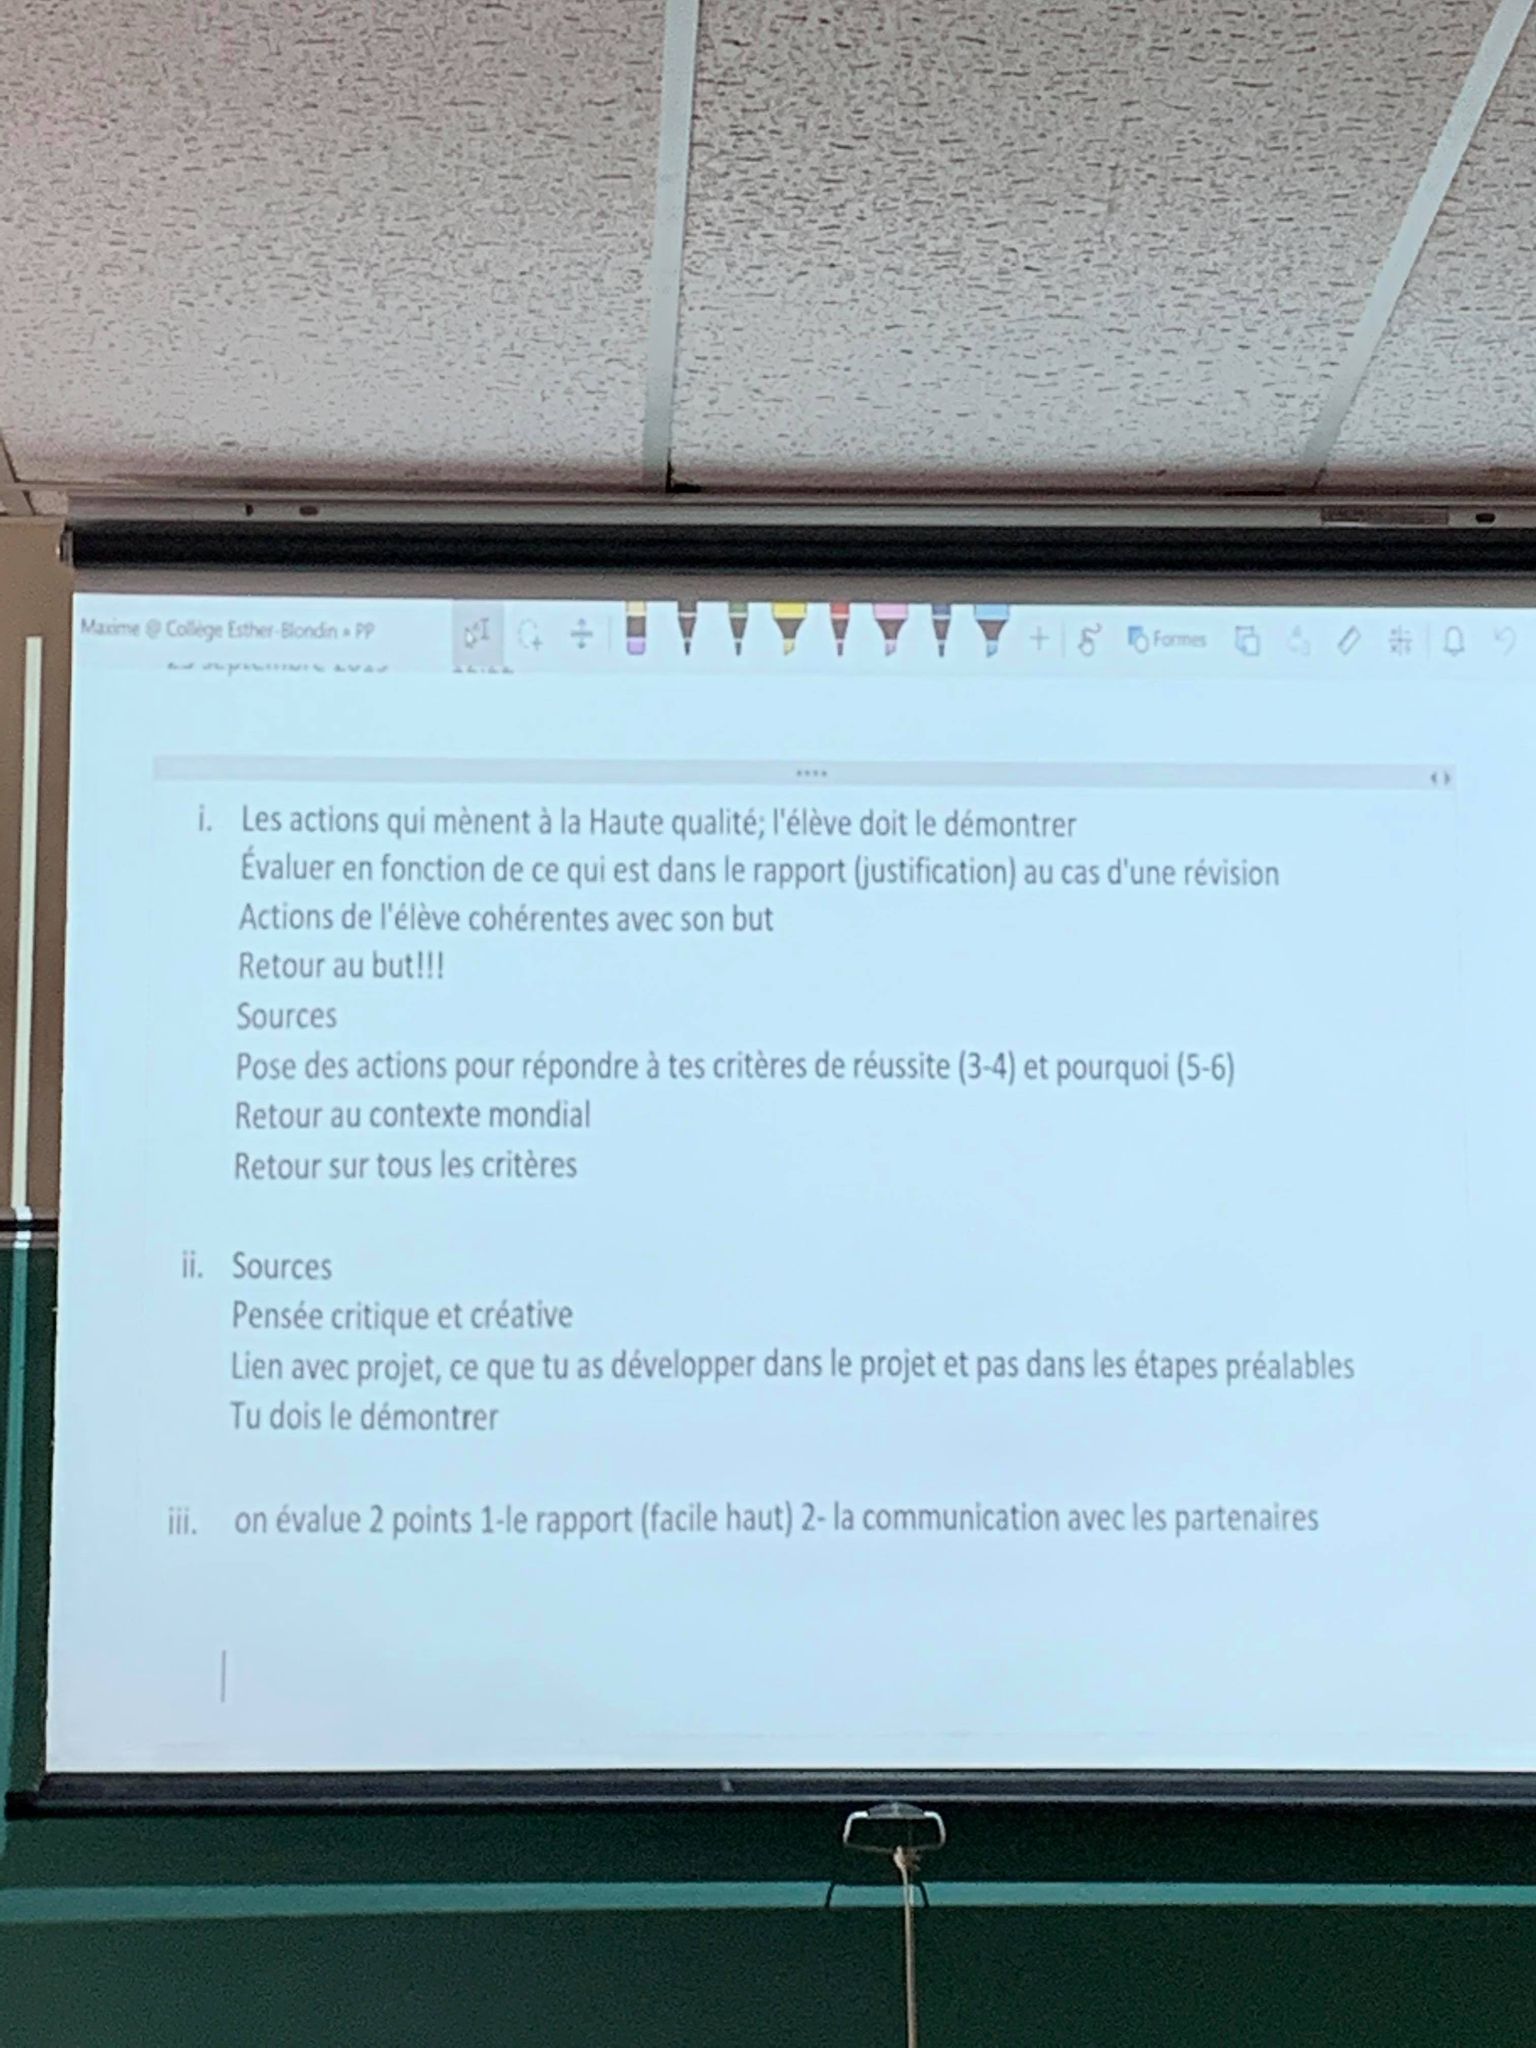 Maxime @ Collège Esther-Blondin » PP
Formes
i. Les actions qui mènent à la Haute qualité; l'élève doit le démontrer
Évaluer en fonction de ce qui est dans le rapport (justification) au cas d'une révision
Actions de l'élève cohérentes avec son but
Retour au but!!!
Sources
Pose des actions pour répondre à tes critères de réussite (3-4) et pourquoi (5-6)
Retour au contexte mondial
Retour sur tous les critères
ii. Sources
Pensée critique et créative
Lien avec projet, ce que tu as développer dans le projet et pas dans les étapes préalables
Tu dois le démontrer
iii. on évalue 2 points 1-le rapport (facile haut) 2- la communication avec les partenaires